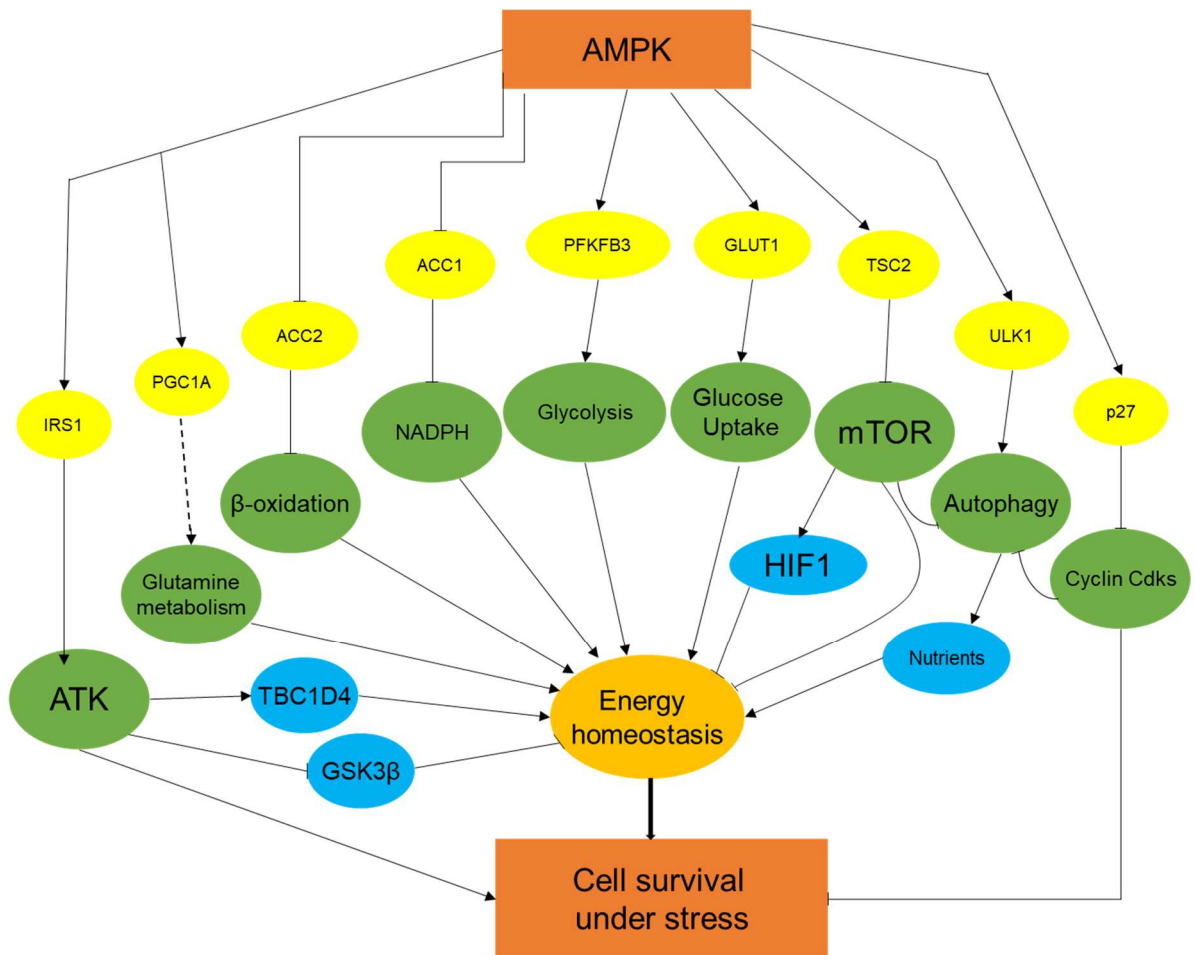 AMPK
PFKFB3
GLUT1
ACC1
TSC2
ACC2
ULK1
PGC1A
IRS1
NADPH
Glycolysis
Glucose
Uptake
mTOR
p27
β-oxidation
Autophagy
HIF1
Cyclin Cdks
Glutamine
metabolism
Nutrients
ATK
TBC1D4
Energy
homeostasis
GSK3β
Cell survival
under stress